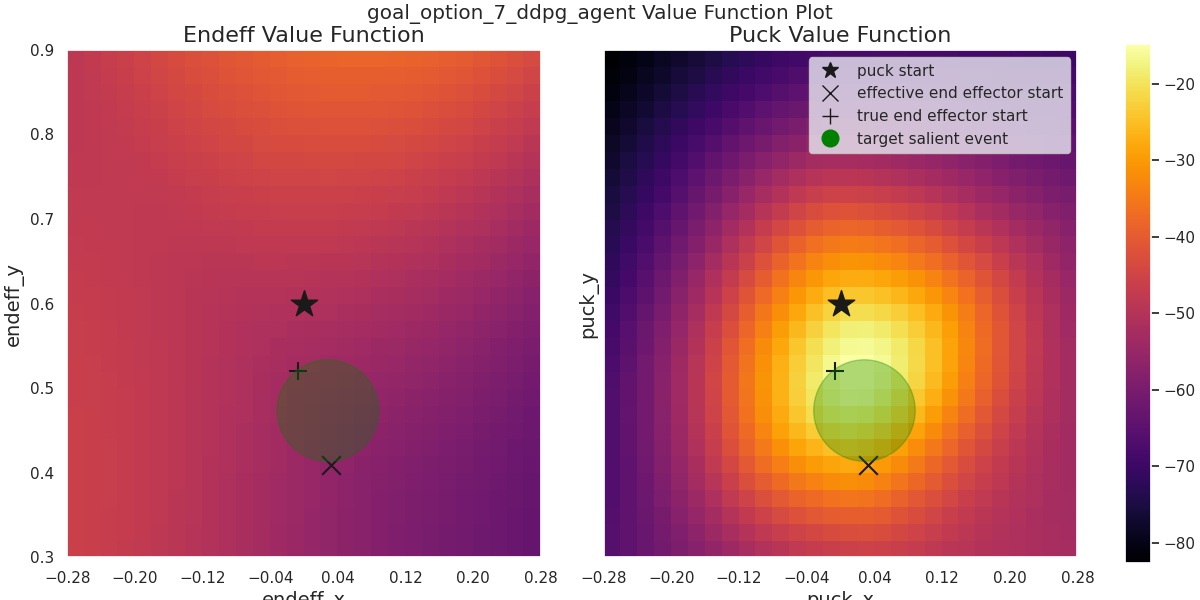 goal_option_7_ddpg_agent Value Function Plot
Endeff Value Function
0.9
0.8
0.7
0.6
0.5
0.4
0.3
endeff_y
−0.28 −0.20 −0.12 −0.04 0.04 0.12 0.20 0.28
endeff_x
Puck Value Function
puck start
effective end effector start
true end effector start
target salient event
puck_y
−0.28 −0.20 −0.12 −0.04 0.04 0.12 0.20 0.28
puck_x
−20
−30
−40
−50
−60
−70
−80